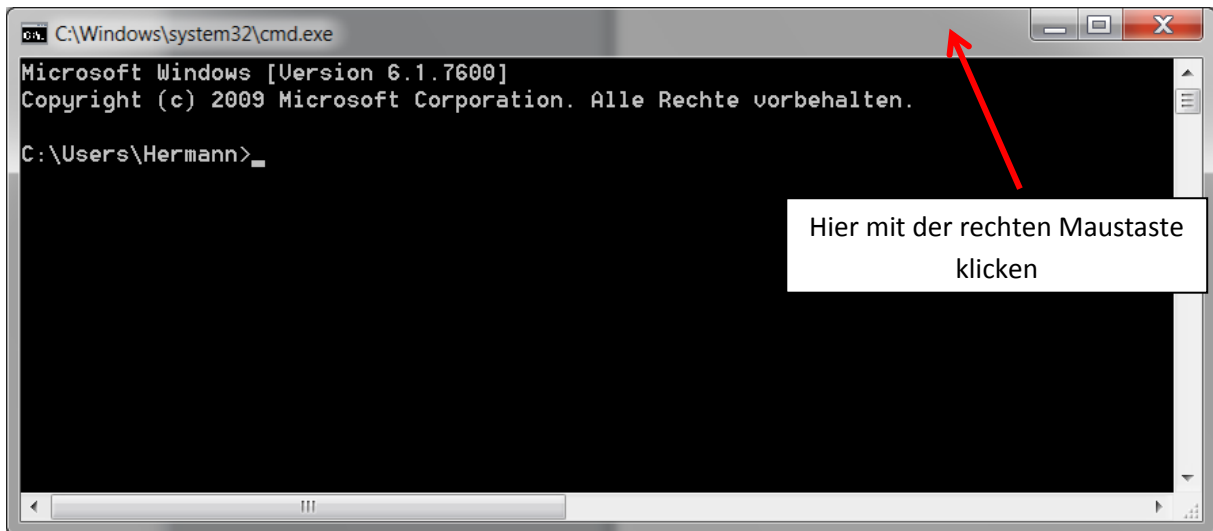 C:\Windows\system32\cmd.exe
Microsoft Windows [Version 6.1.7600]
Copyright (c) 2009 Microsoft Corporation. Alle Rechte vorbehalten.
C:\Users\Hermann>_
Hier mit der rechten Maustaste
klicken